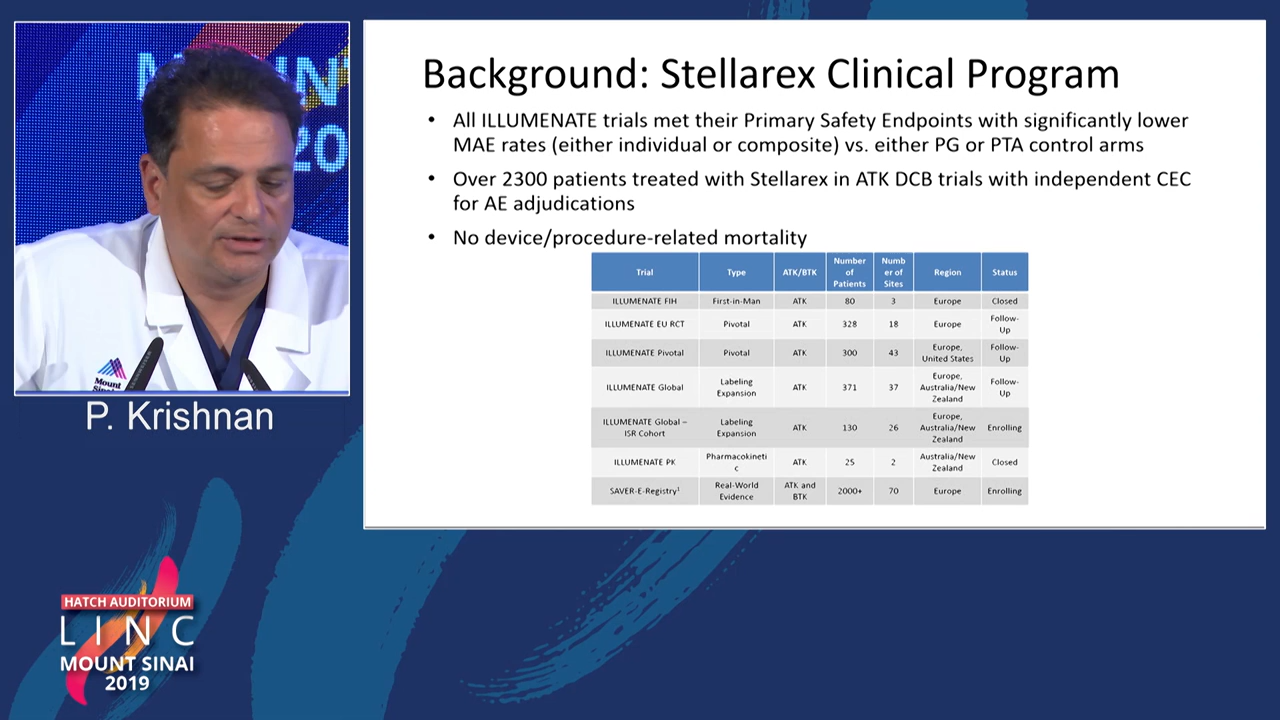 MOUNT
20
Mount
Sinai
P. Krishnan
HATCH AUDITORIUM
LINC
MOUNT SINAI
2019
Background: Stellarex Clinical Program
• All ILLUMENATE trials met their Primary Safety Endpoints with significantly lower
MAE rates (either individual or composite) vs. either PG or PTA control arms
• Over 2300 patients treated with Stellarex in ATK DCB trials with independent CEC
for AE adjudications
• No device/procedure-related mortality
Trial Type ATK/BTK Number of Patients Numb er of Sites Region Status
ILLUMENATE FIH First-in-Man ATK 80 3 Europe Closed
ILLUMENATE EU RCT Pivotal ATK 328 18 Europe Follow-Up
ILLUMENATE Pivotal Pivotal ATK 300 43 Europe, United States Follow-Up
ILLUMENATE Global Labeling Expansion ATK 371 37 Europe, Australia/New Zealand Follow-Up
ILLUMENATE Global – ISR Cohort Labeling Expansion ATK 130 26 Europe, Australia/New Zealand Enrolling
ILLUMENATE PK Pharmacokineti c ATK 25 2 Australia/New Zealand Closed
SAVER-E-Registry¹ Real-World Evidence ATK and BTK 2000+ 70 Europe Enrolling